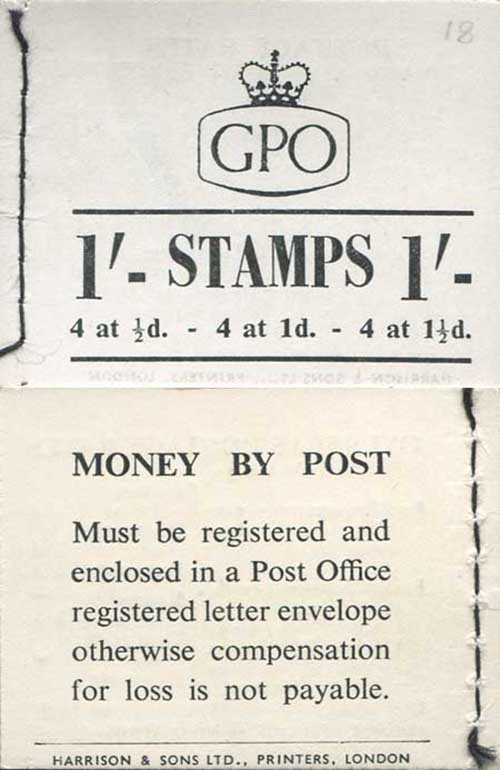 18
GPO
1/- STAMPS 1/-
4 at ½d. - 4 at 1d. - 4 at 1½d.
MONEY BY POST
Must be registered and
enclosed in a Post Office
registered letter envelope
otherwise compensation
for loss is not payable.
HARRISON & SONS LTD., PRINTERS, LONDON